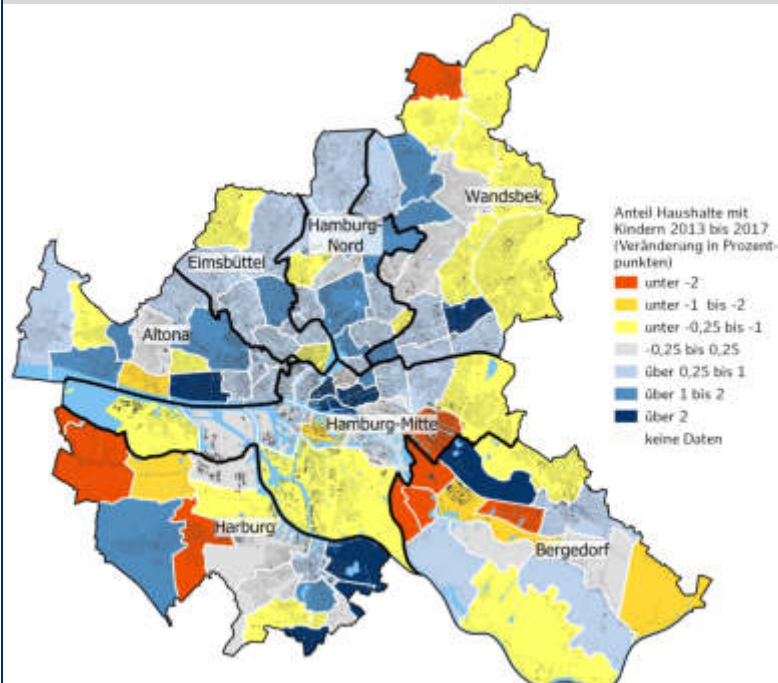 Wandsbek
Hamburg-
Nord
Eimsbüttel
Altona
Hamburg-Mitte
Harburg
Bergedorf
Anteil Haushalte mit
Kindern 2013 bis 2017
(Veränderung in Prozent-
punkten)
unter -2
unter -1 bis -2
unter -0,25 bis -1
-0,25 bis 0,25
über 0,25 bis 1
über 1 bis 2
über 2
keine Daten